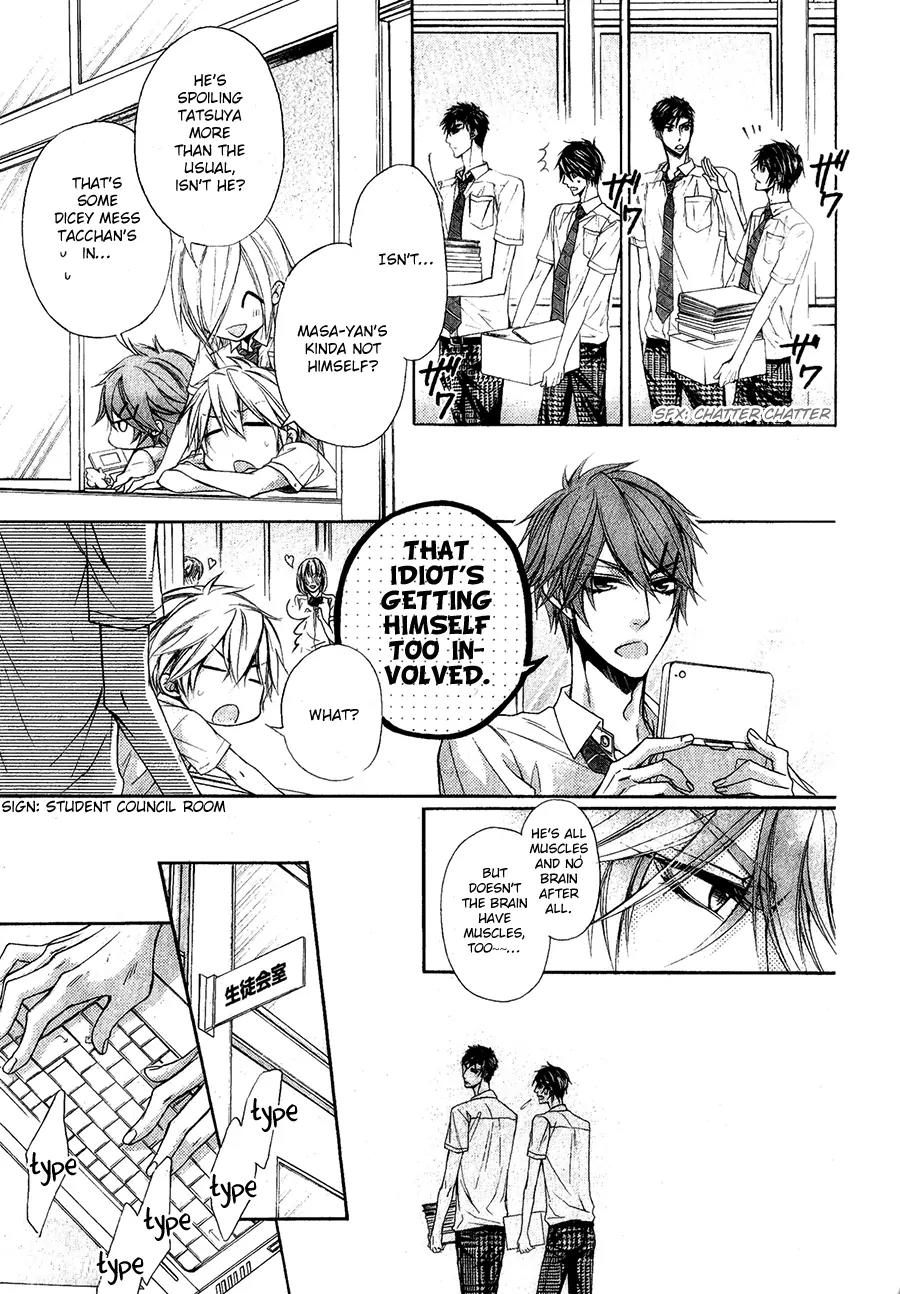 ザワ
ザワ
ザワ
SFX: CHATTER CHATTER
ISN'T...
MASA-YAN'S
KINDA NOT
HIMSELF?
HE'S
SPOILING
TATSUYA
MORE
THAN THE
USUAL,
ISN'T HE?
THAT'S
SOME
DICEY MESS
TACCHAN'S
IN...
THAT
IDIOT'S
GETTING
HIMSELF
TOO IN-
VOLVED.
WHAT?
HE'S ALL
MUSCLES
AND NO
BRAIN
AFTER
ALL.
BUT
DOESN'T
THE BRAIN
HAVE
MUSCLES,
TOO~~...
SIGN: STUDENT COUNCIL ROOM
生徒会室
type
type
type
type
type